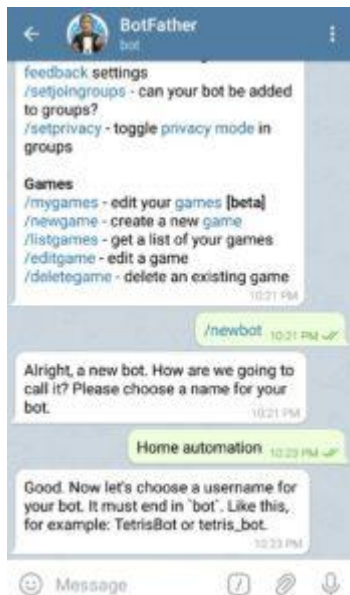 BotFather
bot
feedback settings
/setjoingroups - can your bot be added
to groups?
/setprivacy - toggle privacy mode in
groups
Games
/mygames - edit your games [beta]
/newgame - create a new game
/listgames - get a list of your games
/editgame - edit a game
/deletegame - delete an existing game
10:21 PM
/newbot 10:21 PM
Alright, a new bot. How are we going to
call it? Please choose a name for your
bot.
10:21 PM
Home automation 10:23 PM
Good. Now let's choose a username for
your bot. It must end in `bot`. Like this,
for example: TetrisBot or tetris_bot.
10:23 PM
Message